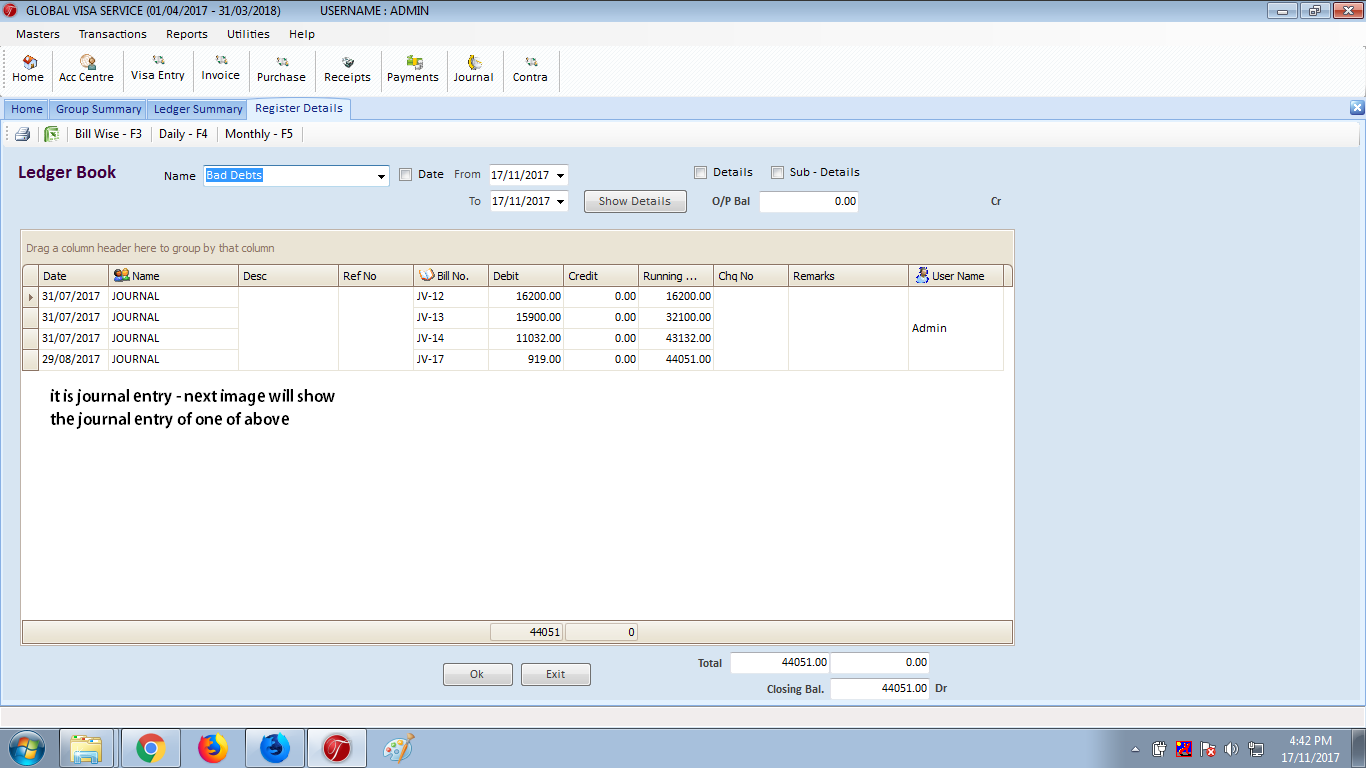 GLOBAL VISA SERVICE (01/04/2017 - 31/03/2018) USERNAME : ADMIN
Masters Transactions Reports Utilities Help
Home Acc Centre Visa Entry Invoice Purchase Receipts Payments Journal Contra
Home Group Summary Ledger Summary Register Details
Bill Wise - F3 Daily - F4 Monthly - F5
Ledger Book Name Bad Debts Date From 17/11/2017 Details Sub - Details
To 17/11/2017 Show Details O/P Bal 0.00 Cr
Drag a column header here to group by that column
Date Name Desc Ref No Bill No. Debit Credit Running ... Chq No Remarks User Name
31/07/2017 JOURNAL JV-12 16200.00 0.00 16200.00
31/07/2017 JOURNAL JV-13 15900.00 0.00 32100.00
Admin
31/07/2017 JOURNAL JV-14 11032.00 0.00 43132.00
29/08/2017 JOURNAL JV-17 919.00 0.00 44051.00
it is journal entry - next image will show
the journal entry of one of above
44051 0
Ok Exit Total 44051.00 0.00
Closing Bal. 44051.00 Dr
4:42 PM
17/11/2017